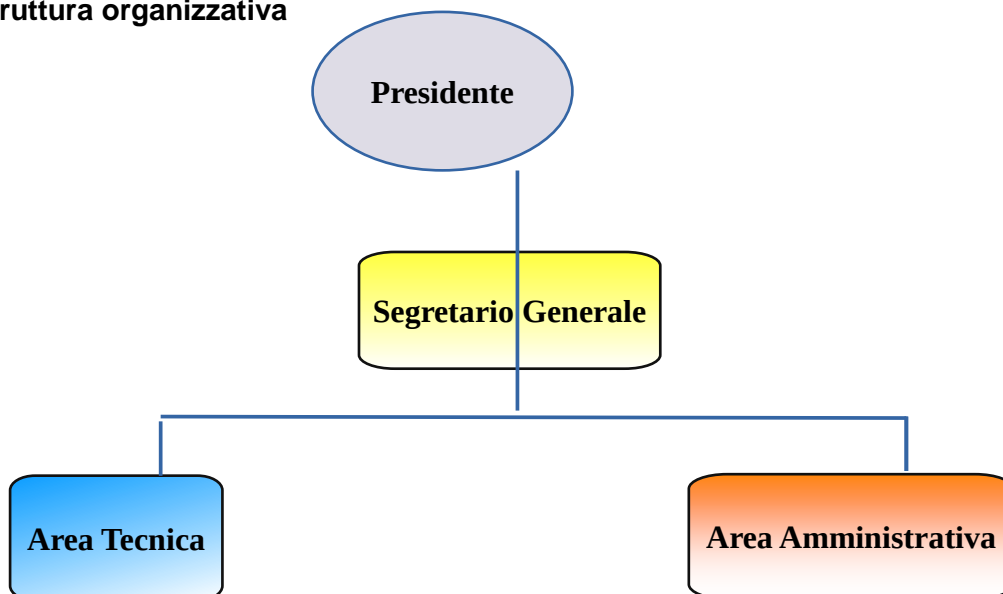 ruttura organizzativa
Presidente
Segretario Generale
Area Tecnica
Area Amministrativa